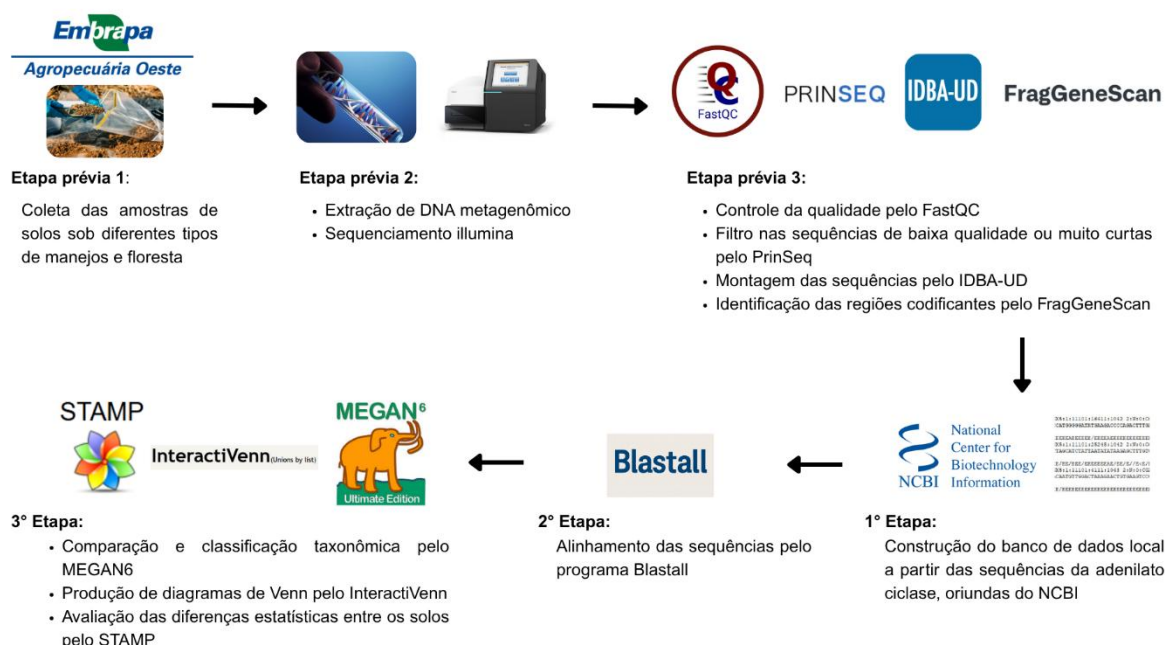 Embrapa
Agropecuária Oeste
FastQC
PRINSEQ
IDBA-UD
FragGeneScan
Etapa prévia 1:
Coleta das amostras de
solos sob diferentes tipos
de manejos e floresta
Etapa prévia 2:
• Extração de DNA metagenômico
• Sequenciamento illumina
Etapa prévia 3:
• Controle da qualidade pelo FastQC
• Filtro nas sequências de baixa qualidade ou muito curtas
pelo PrinSeq
• Montagem das sequências pelo IDBA-UD
• Identificação das regiões codificantes pelo FragGeneScan
STAMP
InteractiVenn (Unions by list)
MEGAN6
Ultimate Edition
Blastall
NCBI
National
Center for
Biotechnology
Information
3° Etapa:
• Comparação e classificação taxonômica pelo
MEGAN6
• Produção de diagramas de Venn pelo InteractiVenn
• Avaliação das diferenças estatísticas entre os solos
pelo STAMP
2° Etapa:
Alinhamento das sequências pelo
programa Blastall
1° Etapa:
Construção do banco de dados local
a partir das sequências da adenilato
ciclase, oriundas do NCBI